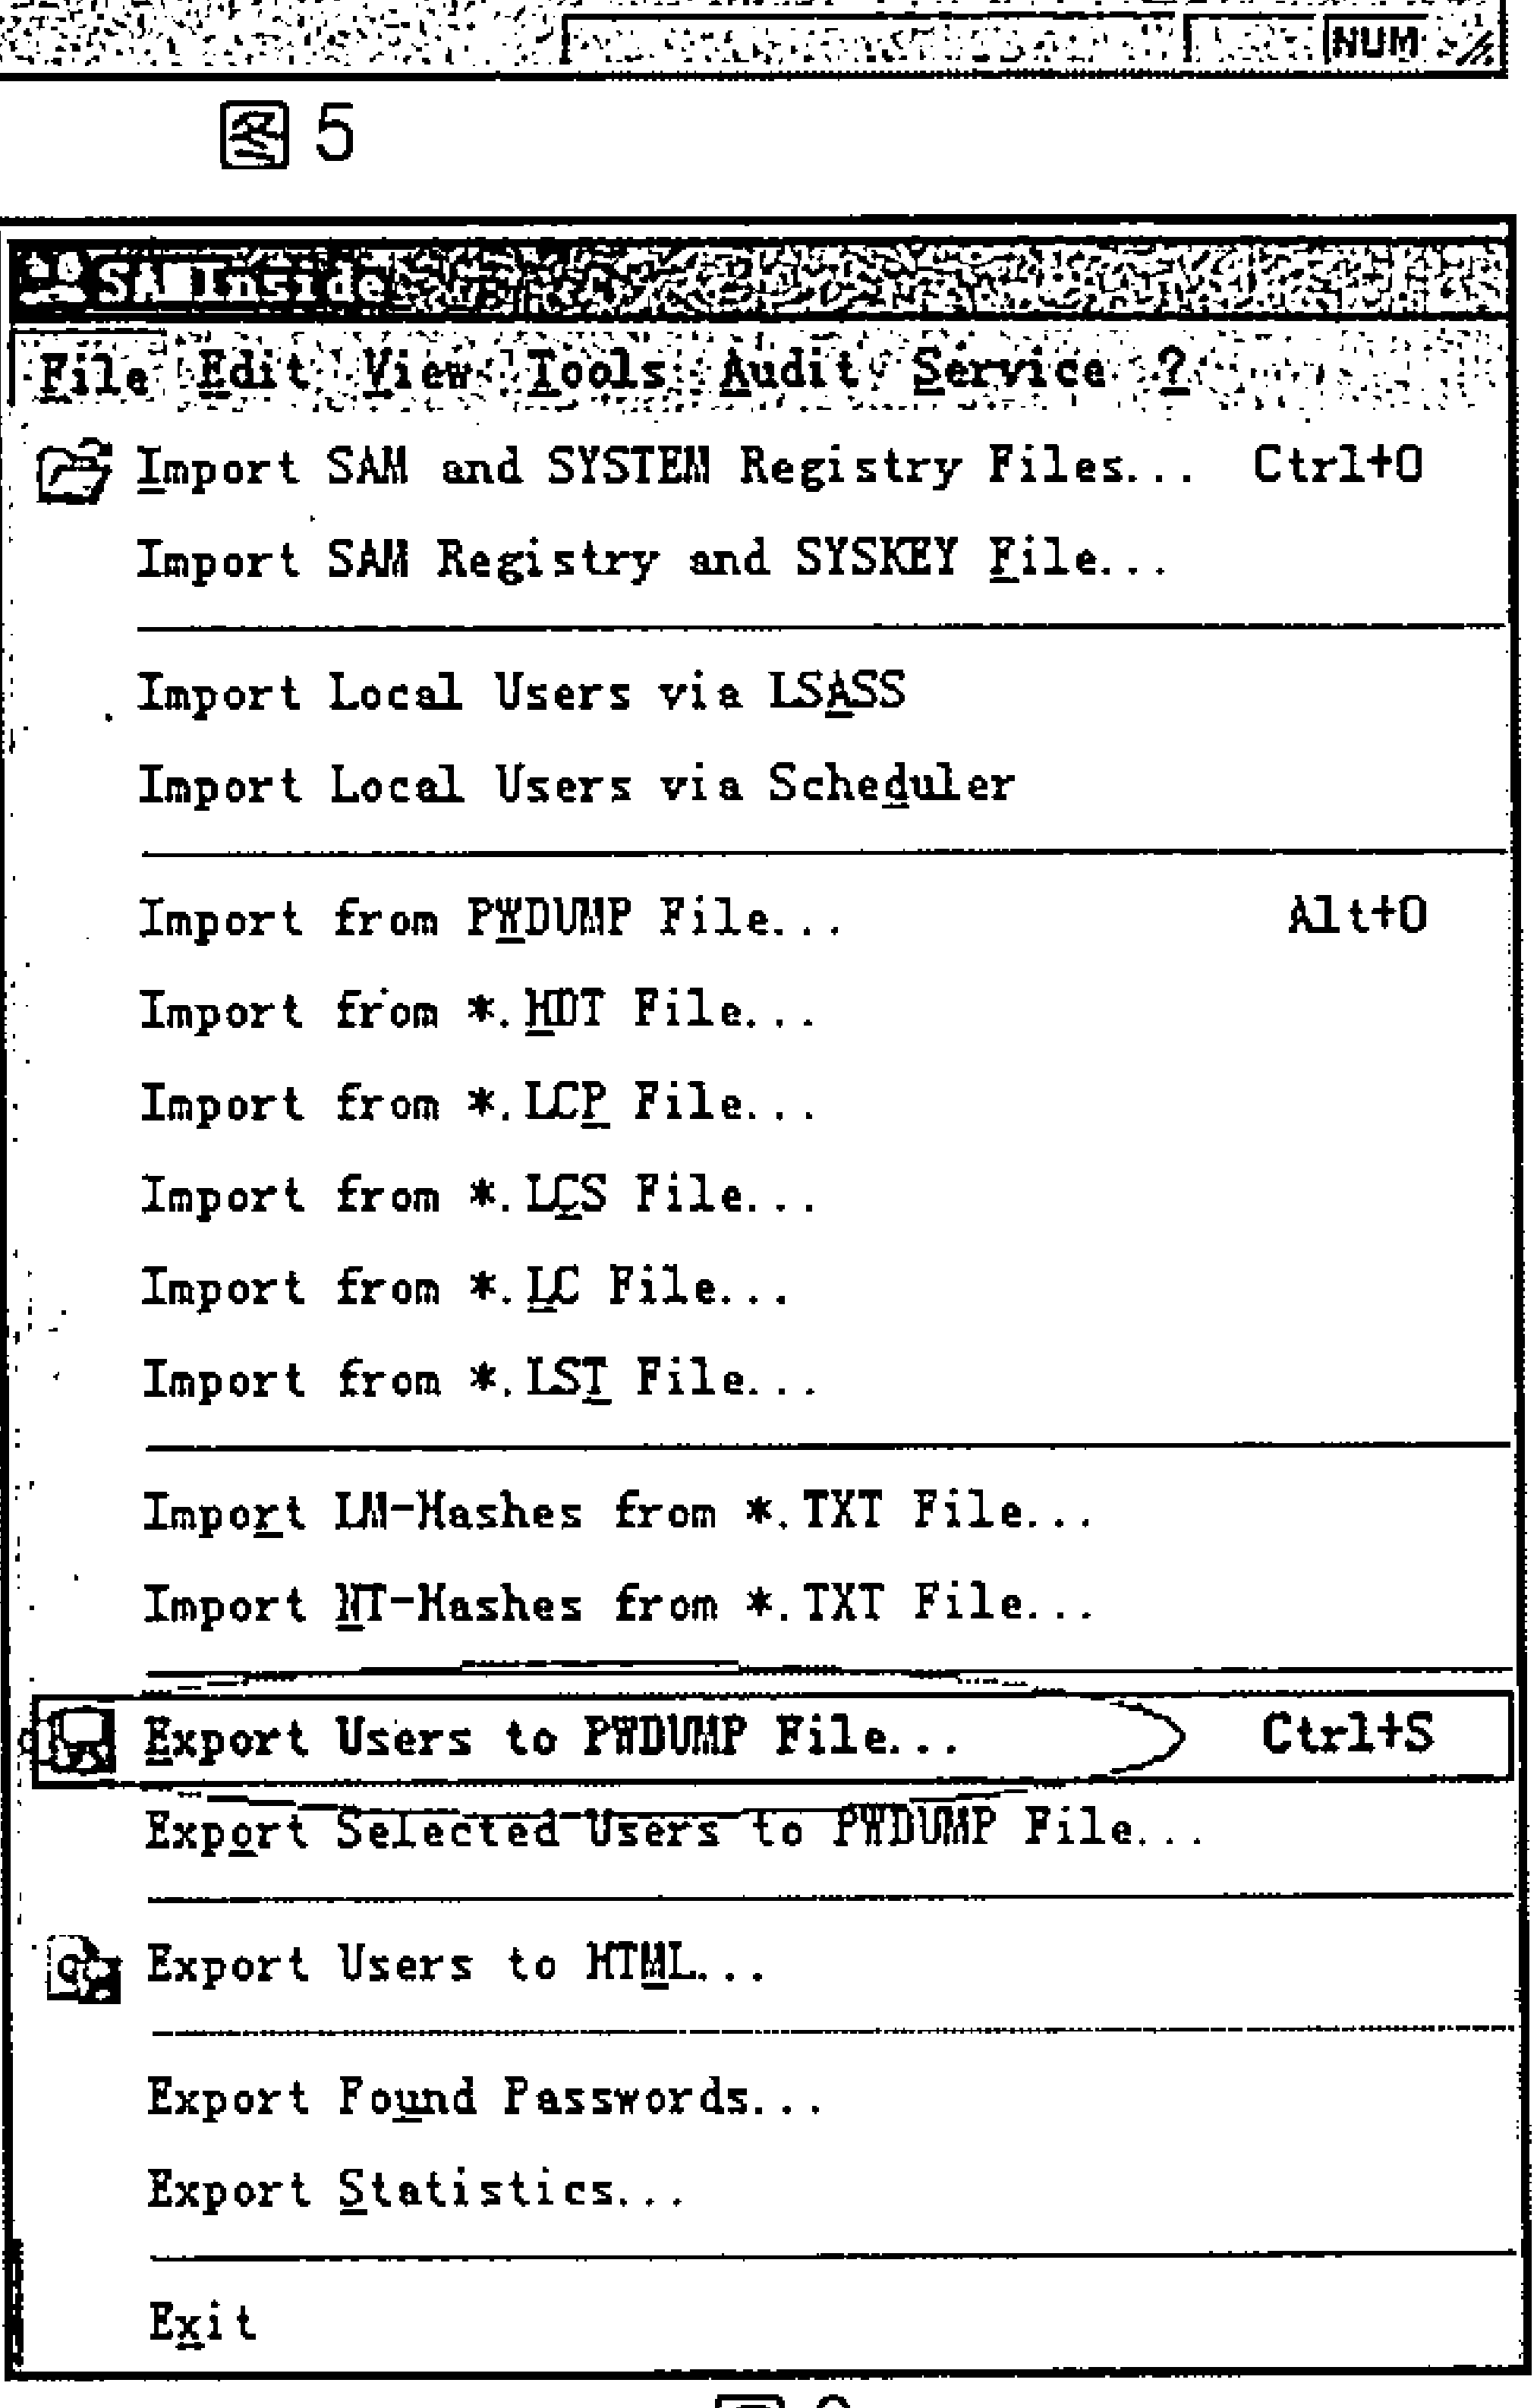 NUM
图 5
SAMInside
File Edit View Tools Audit Service ?
Import SAM and SYSTEM Registry Files... Ctrl+O
Import SAM Registry and SYSKEY File...
Import Local Users via LSASS
Import Local Users via Scheduler
Import from PWDUMP File... Alt+O
Import from *.HDT File...
Import from *.LCP File...
Import from *.LCS File...
Import from *.LC File...
Import from *.LST File...
Import LM-Hashes from *.TXT File...
Import NT-Hashes from *.TXT File...
Export Users to PWDUMP File... Ctrl+S
Export Selected Users to PWDUMP File...
Export Users to HTML...
Export Found Passwords...
Export Statistics...
Exit